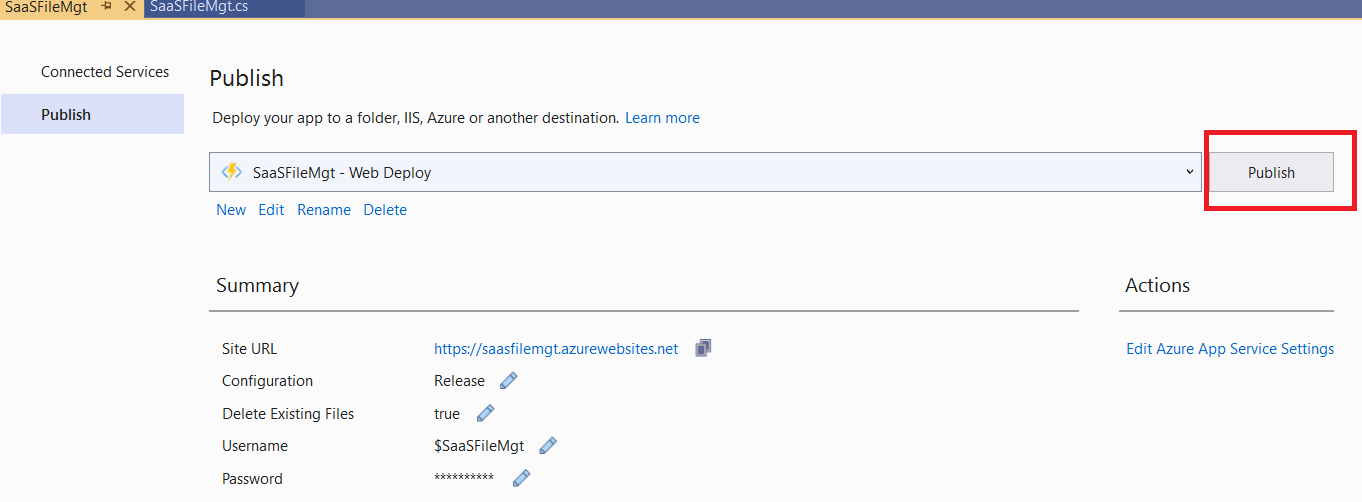 SaaSFileMgt SaaSFileMgt.cs
Connected Services
Publish
Publish
Deploy your app to a folder, IIS, Azure or another destination. Learn more
SaaSFileMgt - Web Deploy
Publish
New Edit Rename Delete
Summary
Actions
Site URL https://saasfilemgt.azurewebsites.net
Edit Azure App Service Settings
Configuration Release
Delete Existing Files true
Username $SaaSFileMgt
Password **********